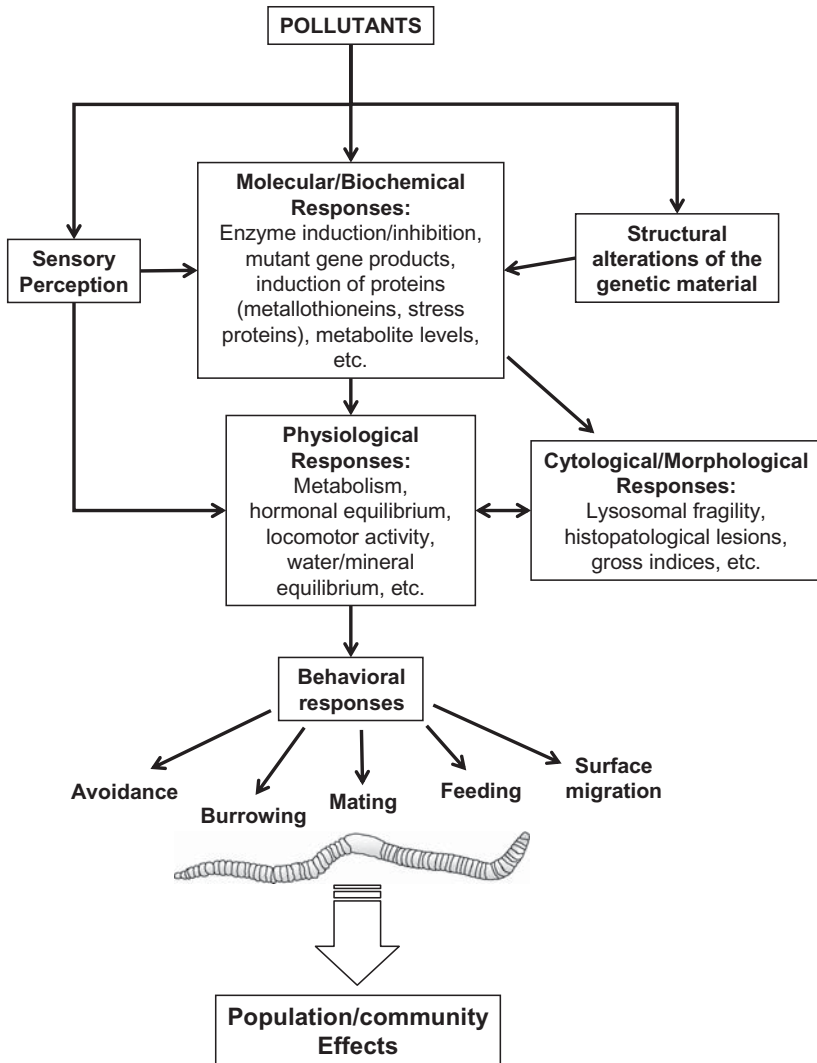 POLLUTANTS
Molecular/Biochemical
Responses:
Enzyme induction/inhibition,
mutant gene products,
induction of proteins
(metallothioneins, stress
proteins), metabolite levels,
etc.
Sensory
Perception
Structural
alterations of the
genetic material
Physiological
Responses:
Metabolism,
hormonal equilibrium,
locomotor activity,
water/mineral
equilibrium, etc.
Cytological/Morphological
Responses:
Lysosomal fragility,
histopatological lesions,
gross indices, etc.
Behavioral
responses
Avoidance
Burrowing
Mating
Feeding
Surface
migration
Population/community
Effects